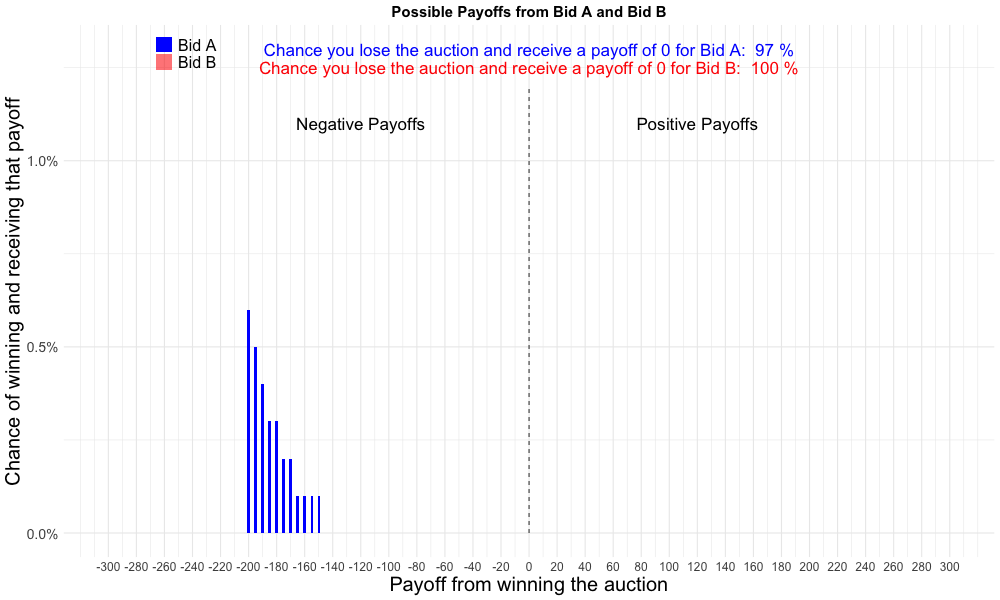 Possible Payoffs from Bid A and Bid B
Bid A
Bid B
Chance you lose the auction and receive a payoff of 0 for Bid A:  97 %
Chance you lose the auction and receive a payoff of 0 for Bid B:  100 %
Negative Payoffs
Positive Payoffs
Chance of winning and receiving that payoff
1.0%
0.5%
0.0%
-300 -280 -260 -240 -220 -200 -180 -160 -140 -120 -100 -80 -60 -40 -20 0 20 40 60 80 100 120 140 160 180 200 220 240 260 280 300
Payoff from winning the auction